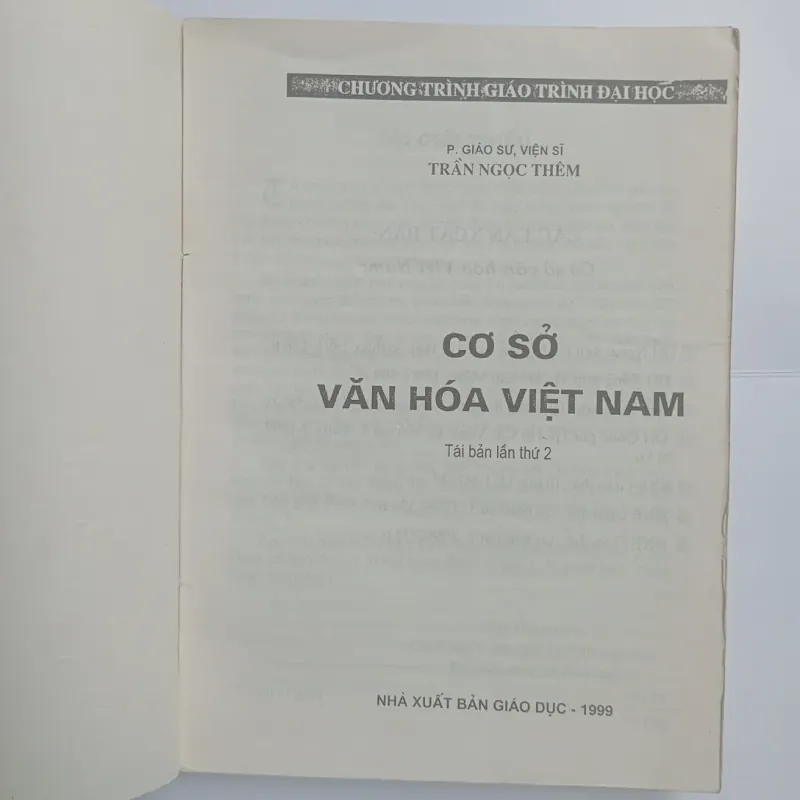 CHƯƠNG TRÌNH GIÁO TRÌNH ĐẠI HỌC
P. GIÁO SƯ, VIỆN SĨ
TRẦN NGỌC THÊM
CƠ SỞ
VĂN HÓA VIỆT NAM
Tái bản lần thứ 2
NHÀ XUẤT BẢN GIÁO DỤC - 1999